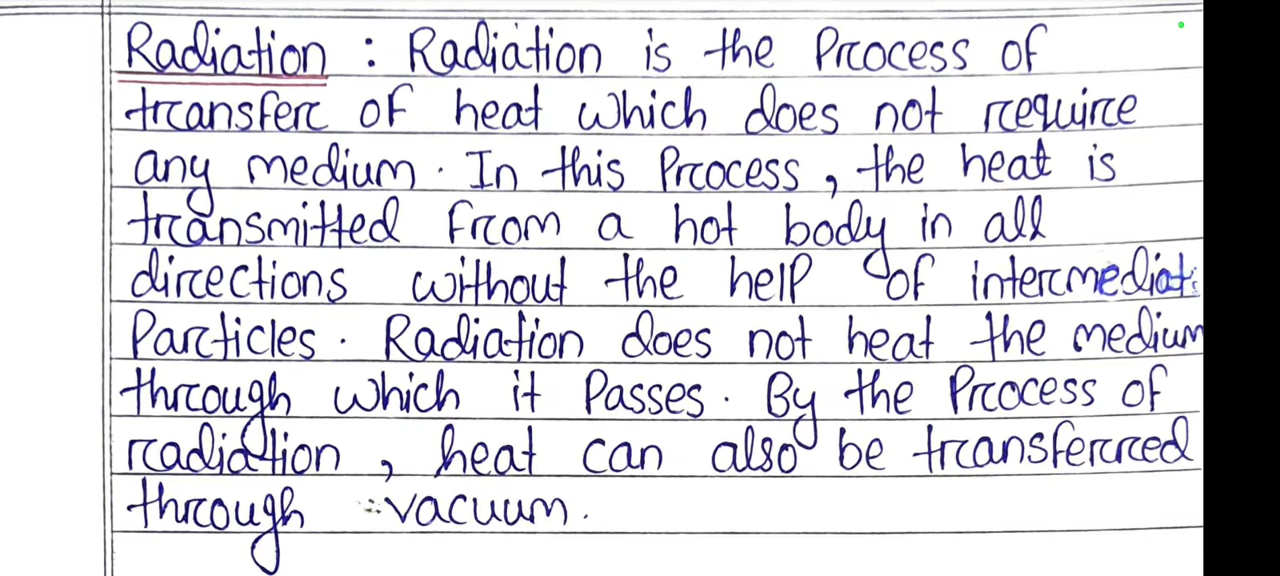 Radiation : Radiation is the Process of
transfer of heat which does not require
any medium. In this Process, the heat is
transmitted from a hot body in all
directions without the help of intermediat
Particles. Radiation does not heat the medium
through which it Passes. By the Process of
radiation, heat can also be transferred
through vacuum.